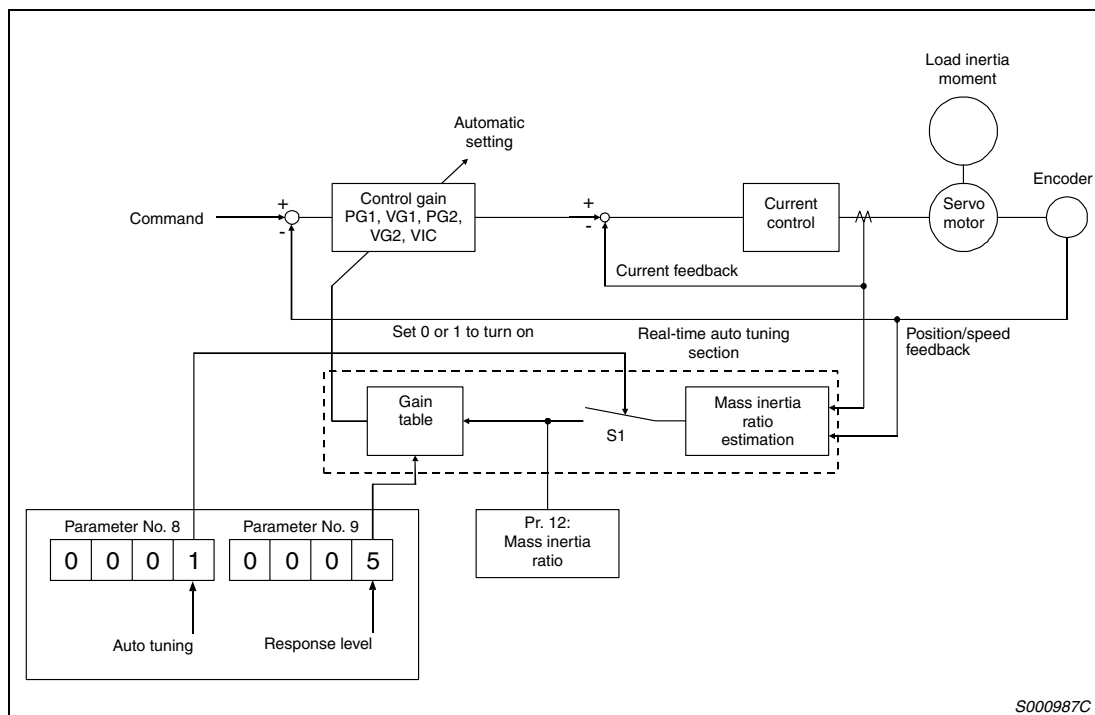 Load inertia
moment
Automatic
setting
Encoder
Command
+
-
Control gain
PG1, VG1, PG2,
VG2, VIC
+
-
Current
control
Servo
motor
Current feedback
Set 0 or 1 to turn on
Real-time auto tuning
section
Position/speed
feedback
Gain
table
S1
Mass inertia
ratio
estimation
Parameter No. 8
Parameter No. 9
Pr. 12:
Mass inertia
ratio
0 0 0 1
0 0 0 5
Auto tuning
Response level
S000987C